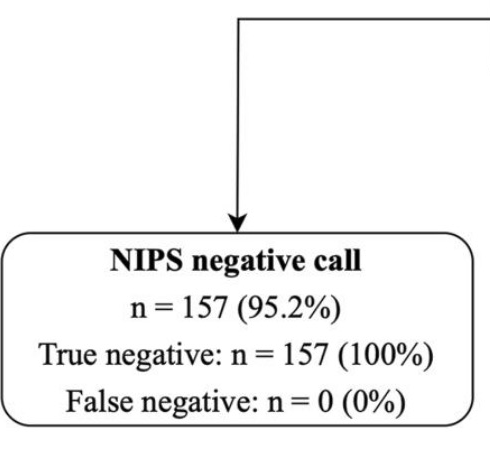 NIPS negative call
n = 157 (95.2%)
True negative: n = 157 (100%)
False negative: n = 0 (0%)